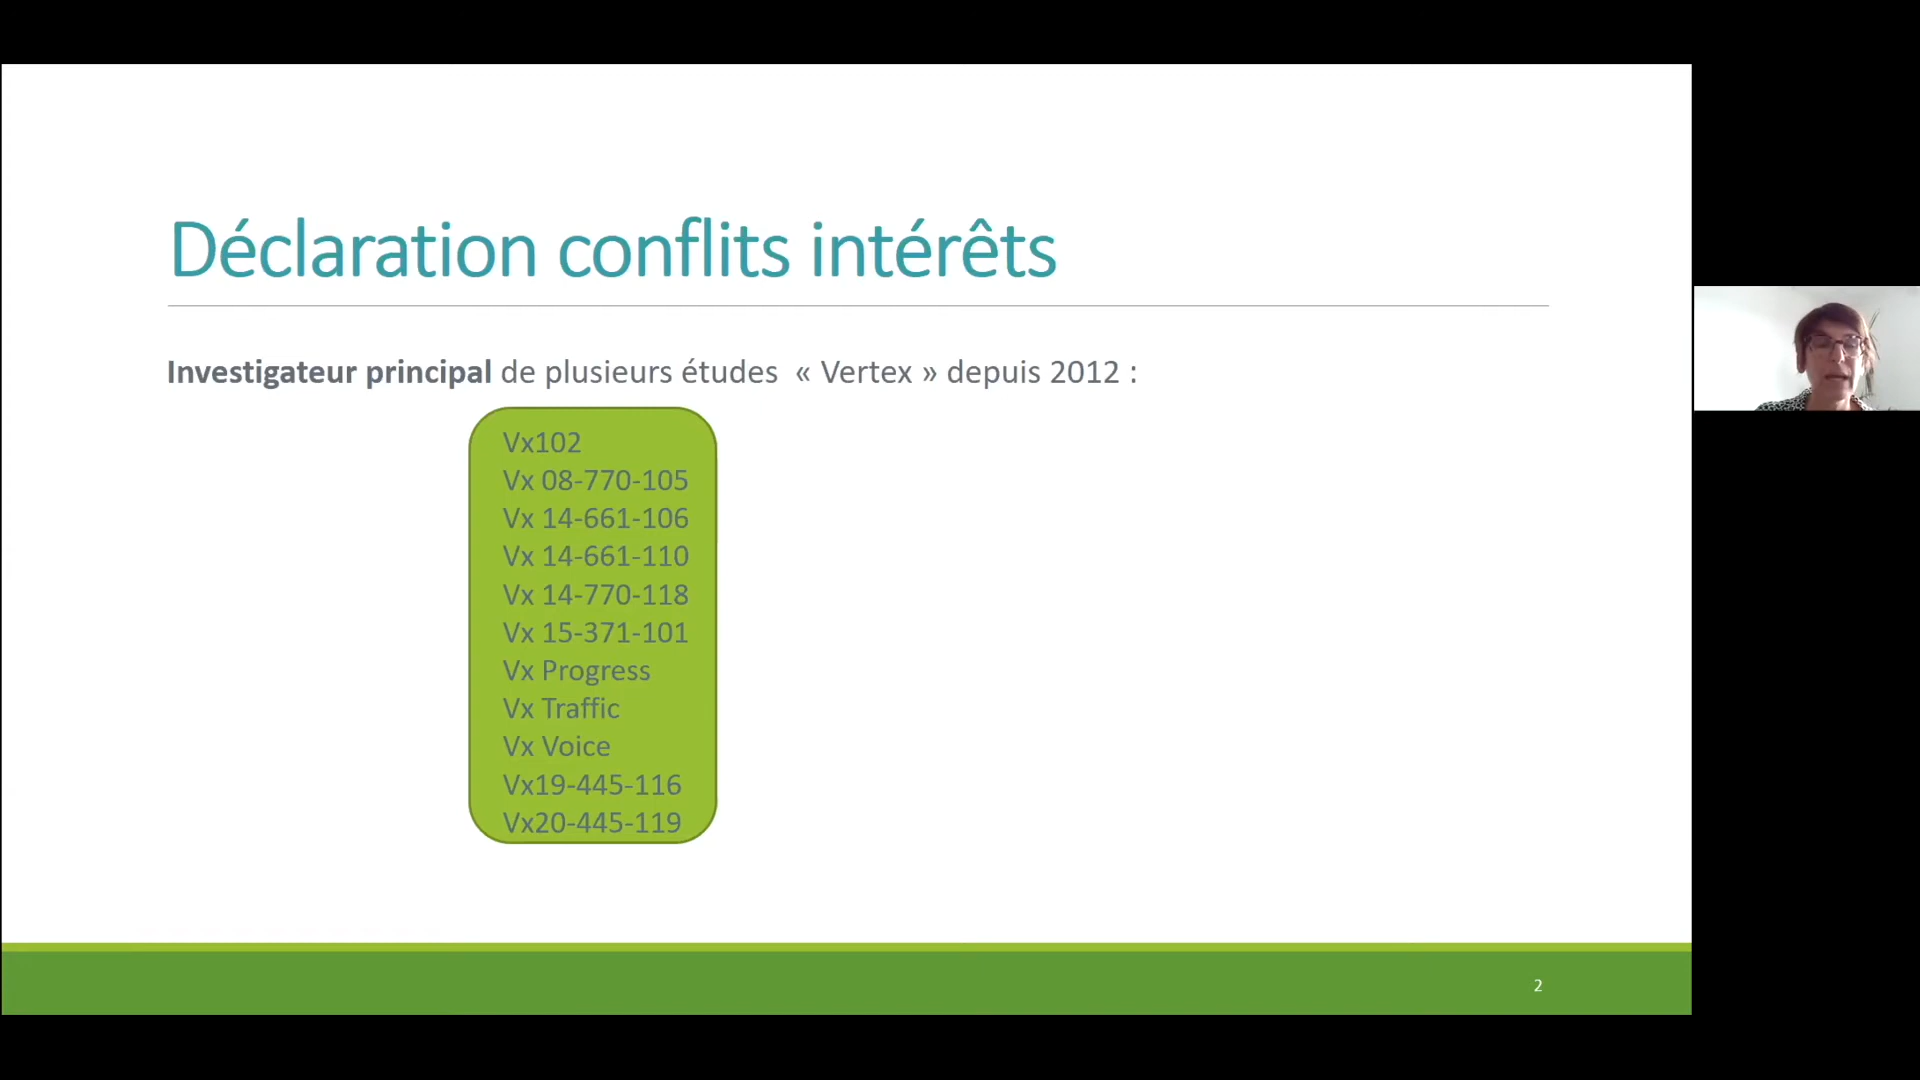 Déclaration conflits intérêts
Investigateur principal de plusieurs études « Vertex » depuis 2012 :
Vx102
Vx 08-770-105
Vx 14-661-106
Vx 14-661-110
Vx 14-770-118
Vx 15-371-101
Vx Progress
Vx Traffic
Vx Voice
Vx19-445-116
Vx20-445-119
2